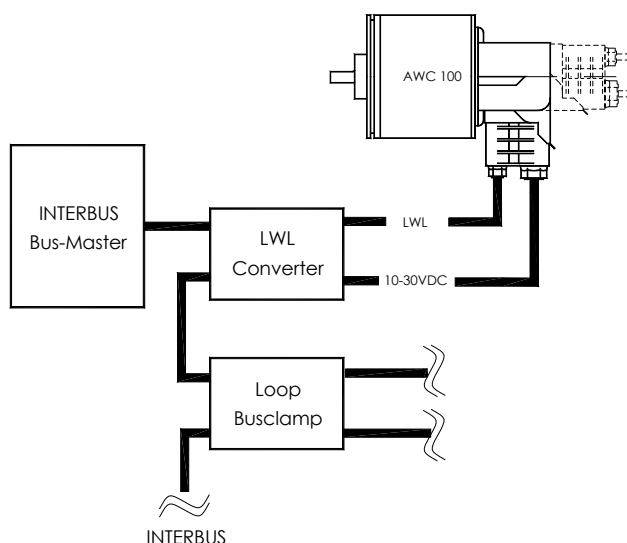 AWC 100
INTERBUS
Bus-Master
LWL
Converter
LWL
10-30VDC
Loop
Busclamp
INTERBUS